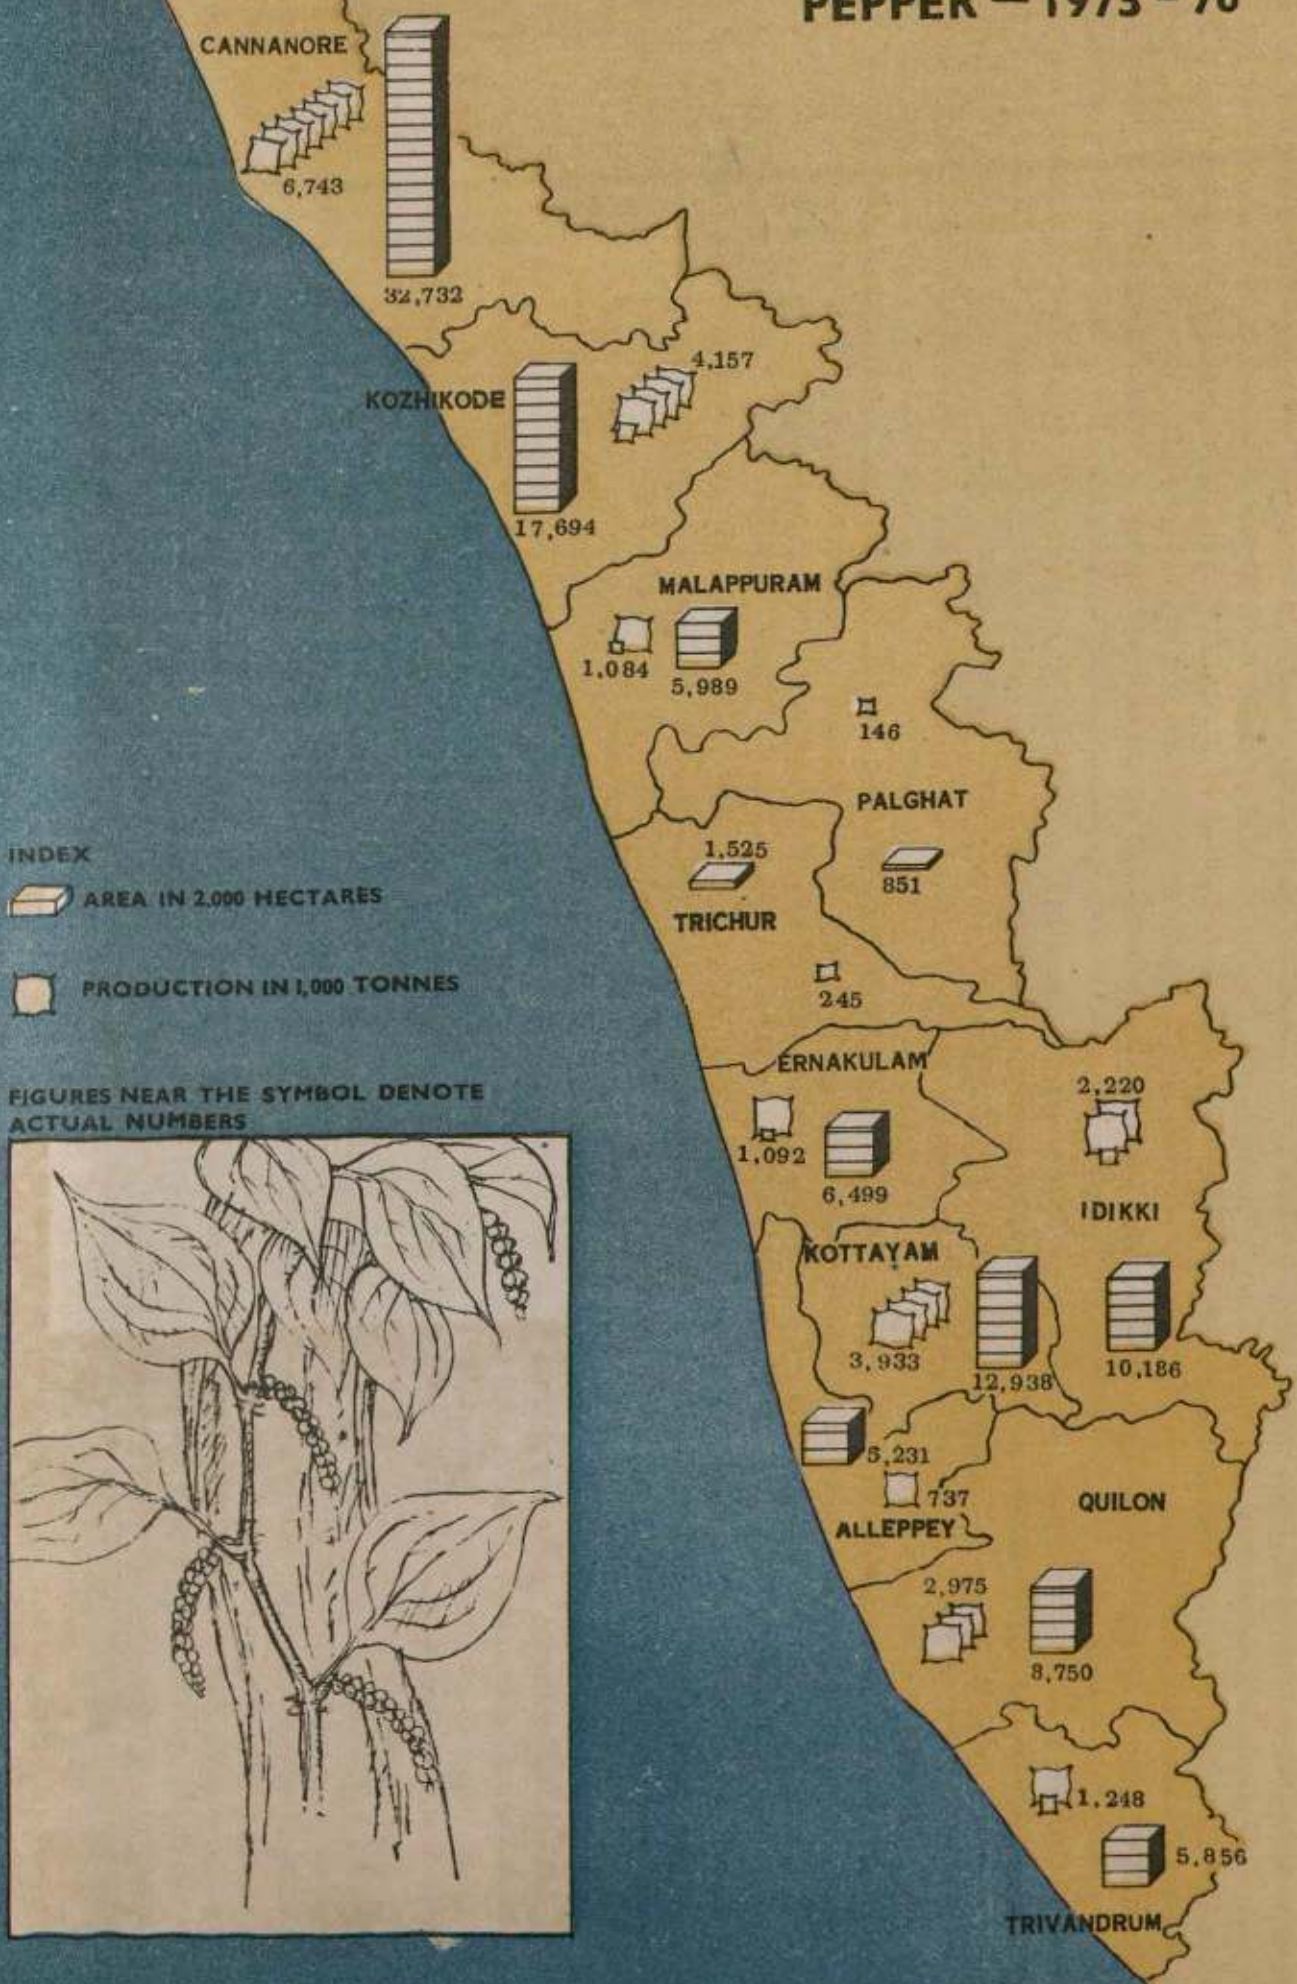 PEPPER — 1975 - 76
CANNANORE
6,743
32,732
4,157
KOZHIKODE
17,694
MALAPPURAM
1,084
5,989
146
PALGHAT
1,525
851
TRICHUR
245
INDEX
AREA IN 2,000 HECTARES
PRODUCTION IN 1,000 TONNES
FIGURES NEAR THE SYMBOL DENOTE
ACTUAL NUMBERS
ERNAKULAM
1,092
6,499
2,220
IDIKKI
KOTTAYAM
3,933
12,938
10,186
5,231
737
ALLEPPEY
QUILON
2,975
8,750
1,248
5,856
TRIVANDRUM